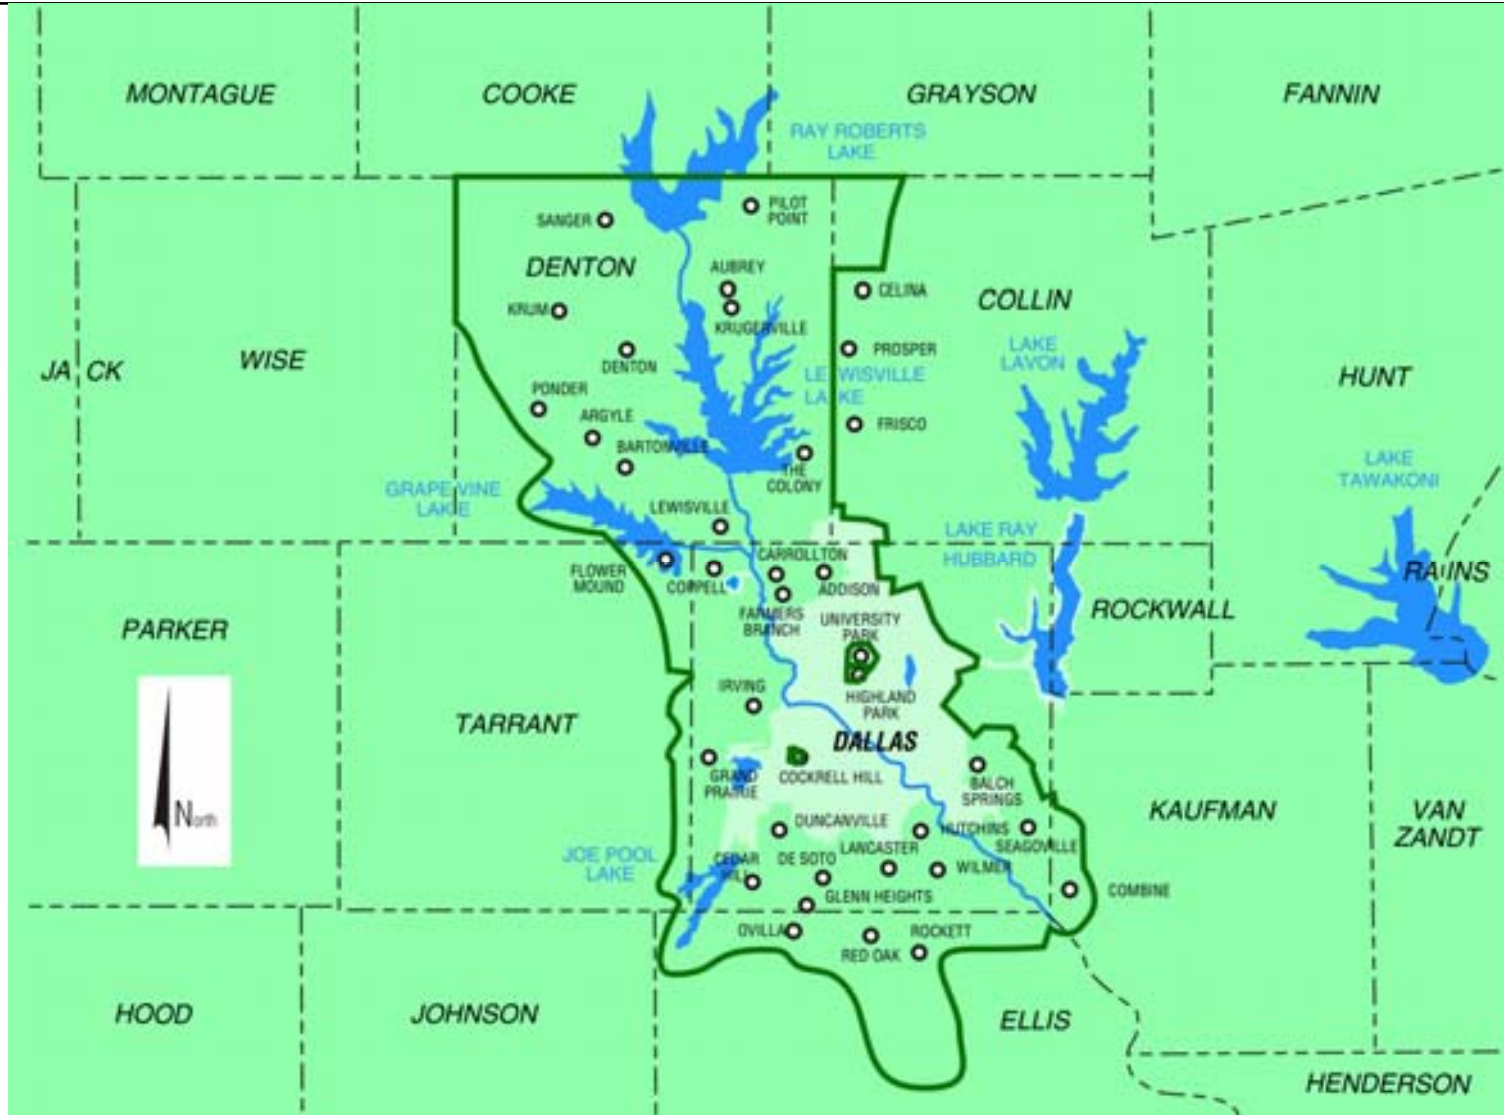 MONTAGUE
COOKE
GRAYSON
FANNIN
RAY ROBERTS
LAKE
SANGER
PILOT
POINT
DENTON
AUBREY
CELINA
COLLIN
KRUM
KRUGERVILLE
LAKE
LAVON
PROSPER
WISE
JA CK
DENTON
LEWISVILLE
LAKE
HUNT
PONDER
ARGYLE
FRISCO
BARTONVILLE
THE
COLONY
LAKE
TAWAKONI
GRAPEVINE
LAKE
LEWISVILLE
LAKE RAY
HUBBARD
CARROLLTON
FLOWER
MOUND
COPPELL
ADDISON
RAINS
FARMERS
BRANCH
UNIVERSITY
PARK
ROCKWALL
PARKER
IRVING
HIGHLAND
PARK
TARRANT
DALLAS
GRAND
PRAIRIE
COCKRELL HILL
BALCH
SPRINGS
North
KAUFMAN
VAN
ZANDT
DUNCANVILLE
HUTCHINS
LANCASTER
SEAGOVILLE
JOE POOL
LAKE
CEDAR
HILL
DE SOTO
WILMER
COMBINE
GLENN HEIGHTS
OVILLA
ROCKETT
RED OAK
HOOD
JOHNSON
ELLIS
HENDERSON